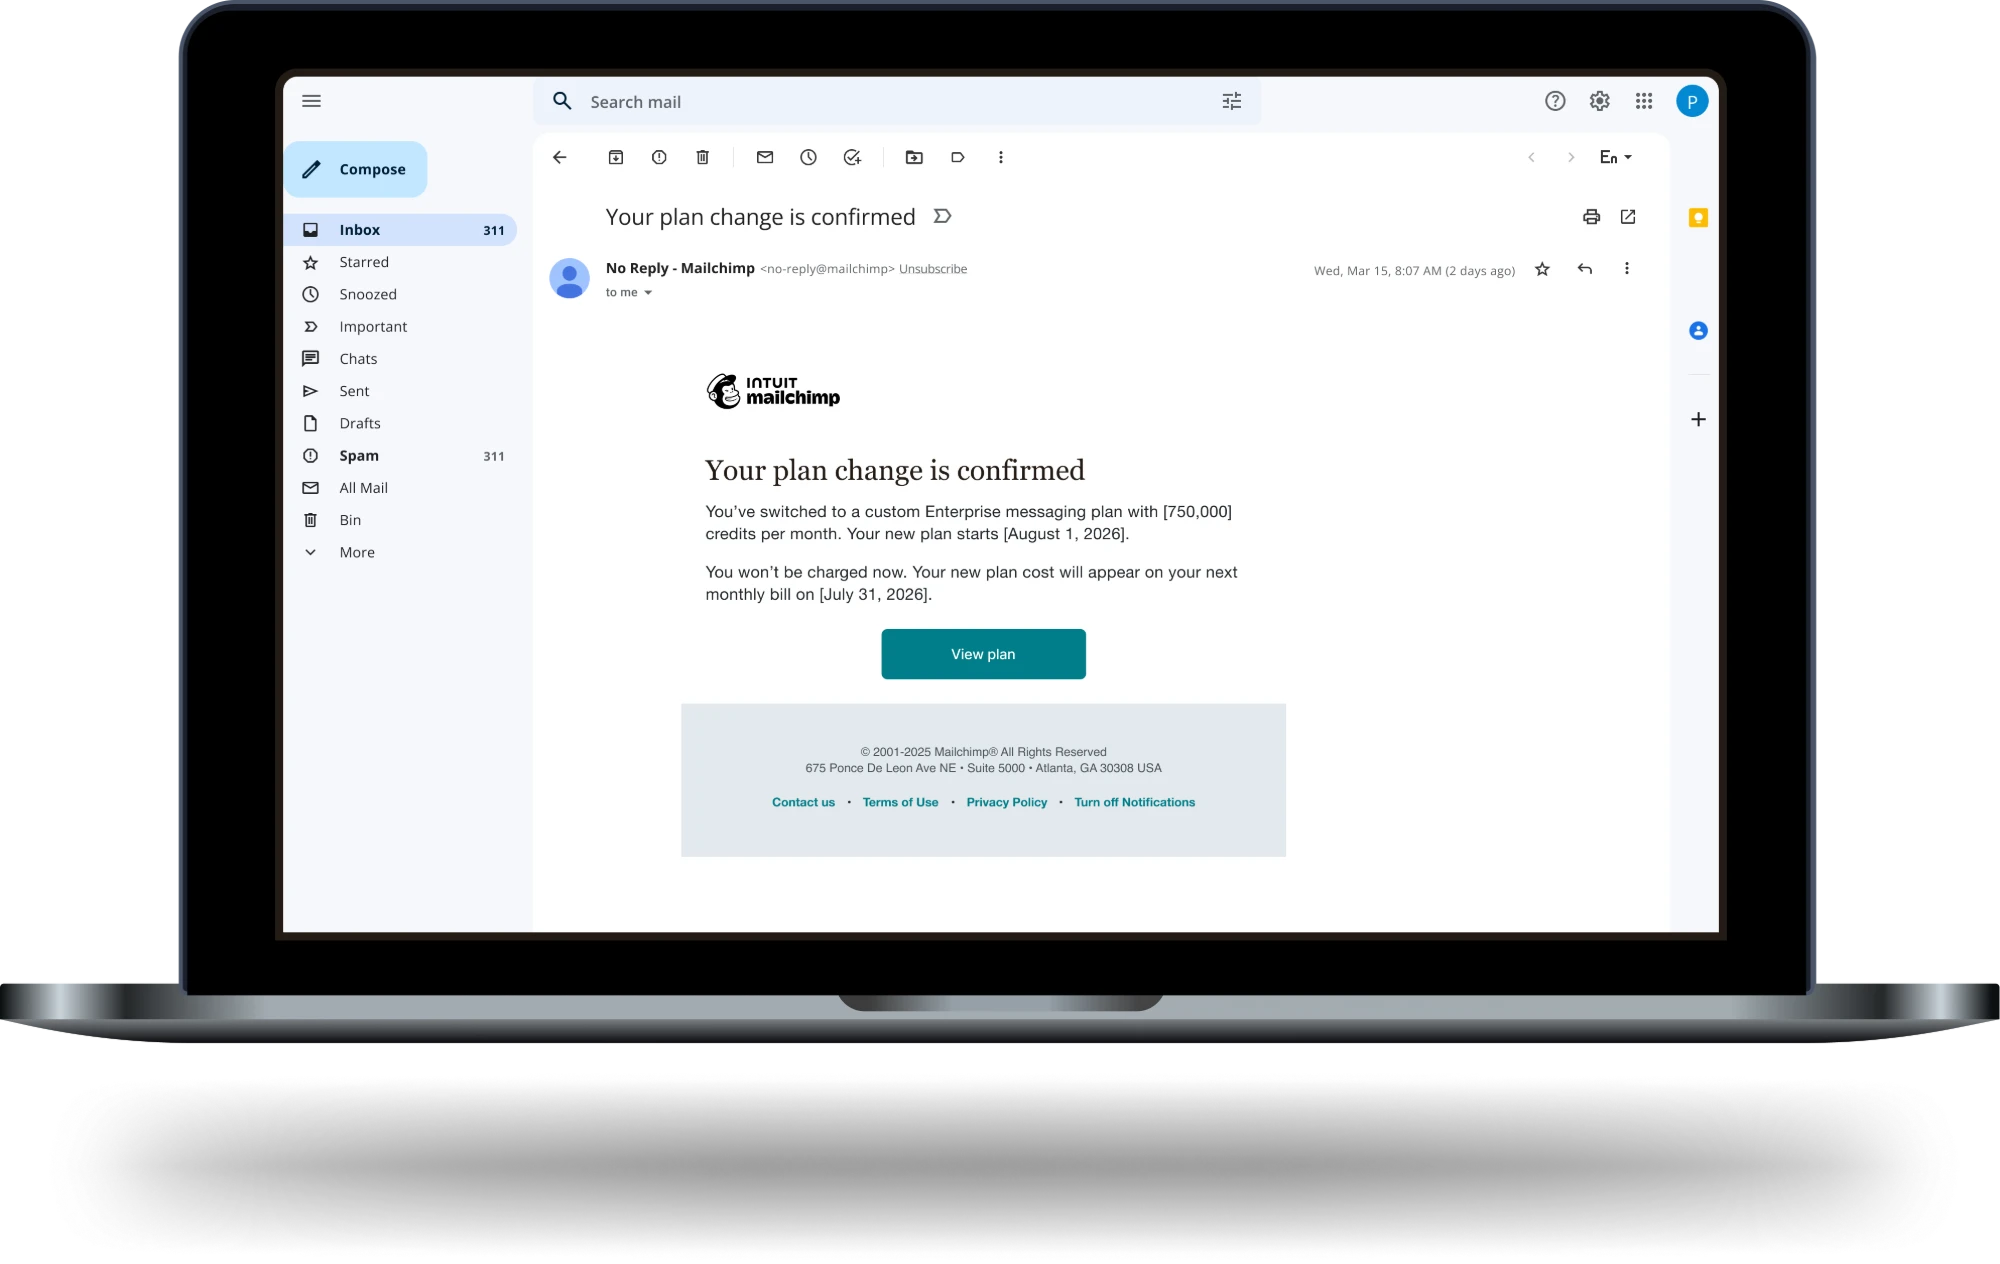 Search mail
P
Compose
Inbox 311
Starred
Snoozed
Important
Chats
Sent
Drafts
Spam 311
All Mail
Bin
More
En
Your plan change is confirmed
No Reply - Mailchimp <no-reply@mailchimp> Unsubscribe
Wed, Mar 15, 8:07 AM (2 days ago)
to me
INTUIT
mailchimp
Your plan change is confirmed
You’ve switched to a custom Enterprise messaging plan with [750,000]
credits per month. Your new plan starts [August 1, 2026].
You won’t be charged now. Your new plan cost will appear on your next
monthly bill on [July 31, 2026].
View plan
© 2001-2025 Mailchimp® All Rights Reserved
675 Ponce De Leon Ave NE • Suite 5000 • Atlanta, GA 30308 USA
Contact us • Terms of Use • Privacy Policy • Turn off Notifications